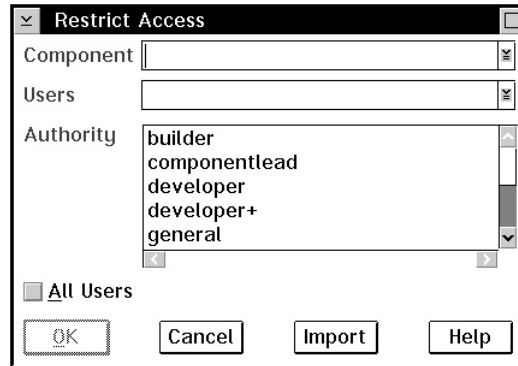 Restrict Access
Component
Users
Authority
builder
componentlead
developer
developer+
general
All Users
OK
Cancel
Import
Help